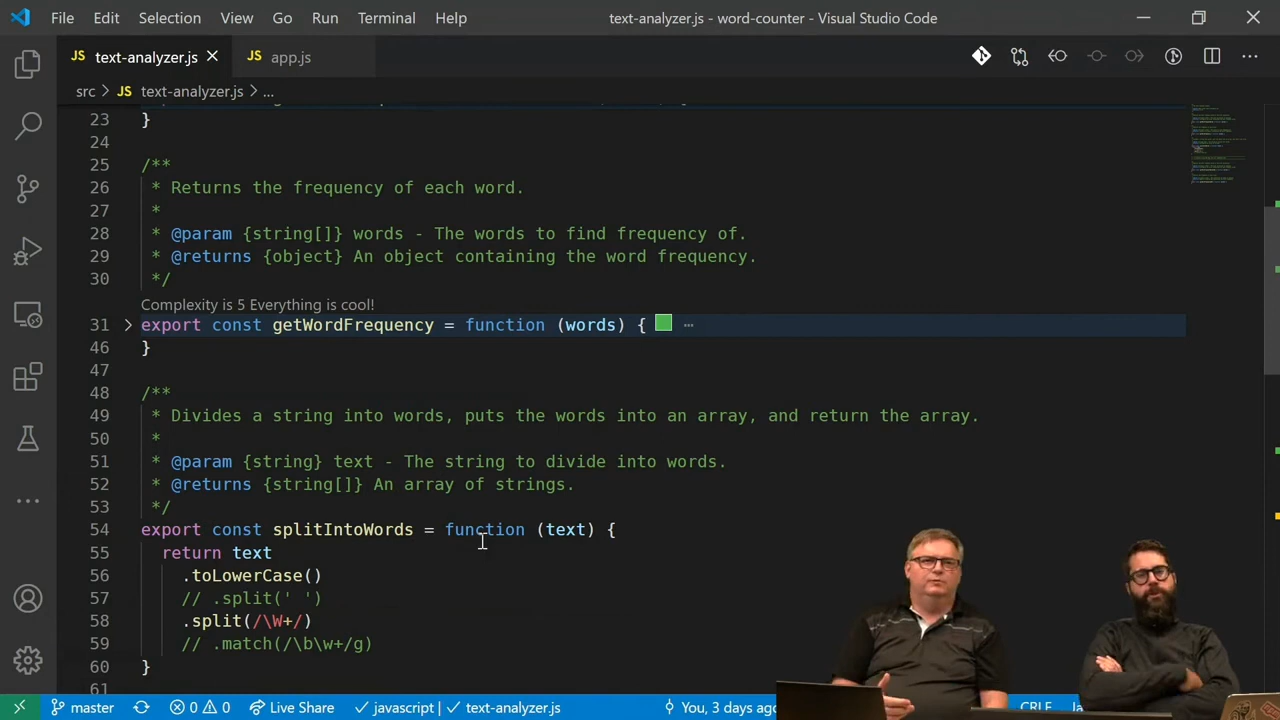 File Edit Selection View Go Run Terminal Help text-analyzer.js - word-counter - Visual Studio Code
JS text-analyzer.js JS app.js
src > JS text-analyzer.js > ...
23 }
24
25 /**
26 * Returns the frequency of each word.
27 *
28 * @param {string[]} words - The words to find frequency of.
29 * @returns {object} An object containing the word frequency.
30 */
Complexity is 5 Everything is cool!
31 export const getWordFrequency = function (words) { ⋯
46 }
47
48 /**
49 * Divides a string into words, puts the words into an array, and return the array.
50 *
51 * @param {string} text - The string to divide into words.
52 * @returns {string[]} An array of strings.
53 */
54 export const splitIntoWords = function (text) {
55 return text
56 .toLowerCase()
57 // .split(' ')
58 .split(/\W+/)
59 // .match(/\b\w+/g)
60 }
61
master 0 0 Live Share javascript | text-analyzer.js You, 3 days CRLF